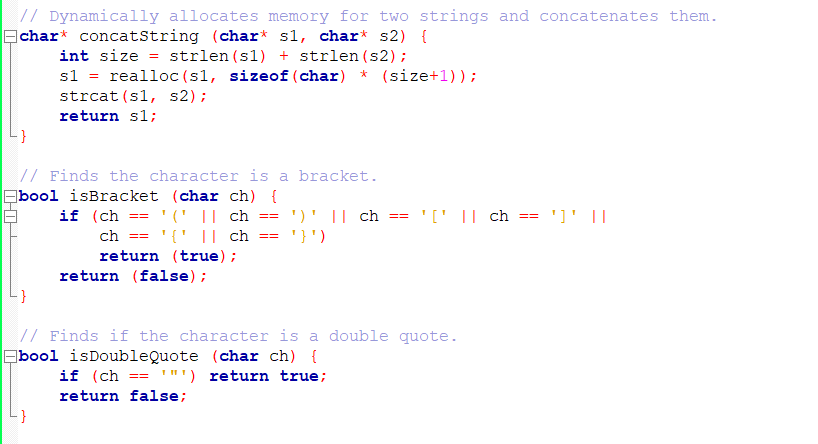 // Dynamically allocates memory for two strings and concatenates them.
char* concatString (char* s1, char* s2) {
    int size = strlen(s1) + strlen(s2);
    s1 = realloc(s1, sizeof(char) * (size+1));
    strcat(s1, s2);
    return s1;
}

// Finds the character is a bracket.
bool isBracket (char ch) {
    if (ch == '(' || ch == ')' || ch == '[' || ch == ']' ||
        ch == '{' || ch == '}')
        return (true);
    return (false);
}

// Finds if the character is a double quote.
bool isDoubleQuote (char ch) {
    if (ch == '"') return true;
    return false;
}